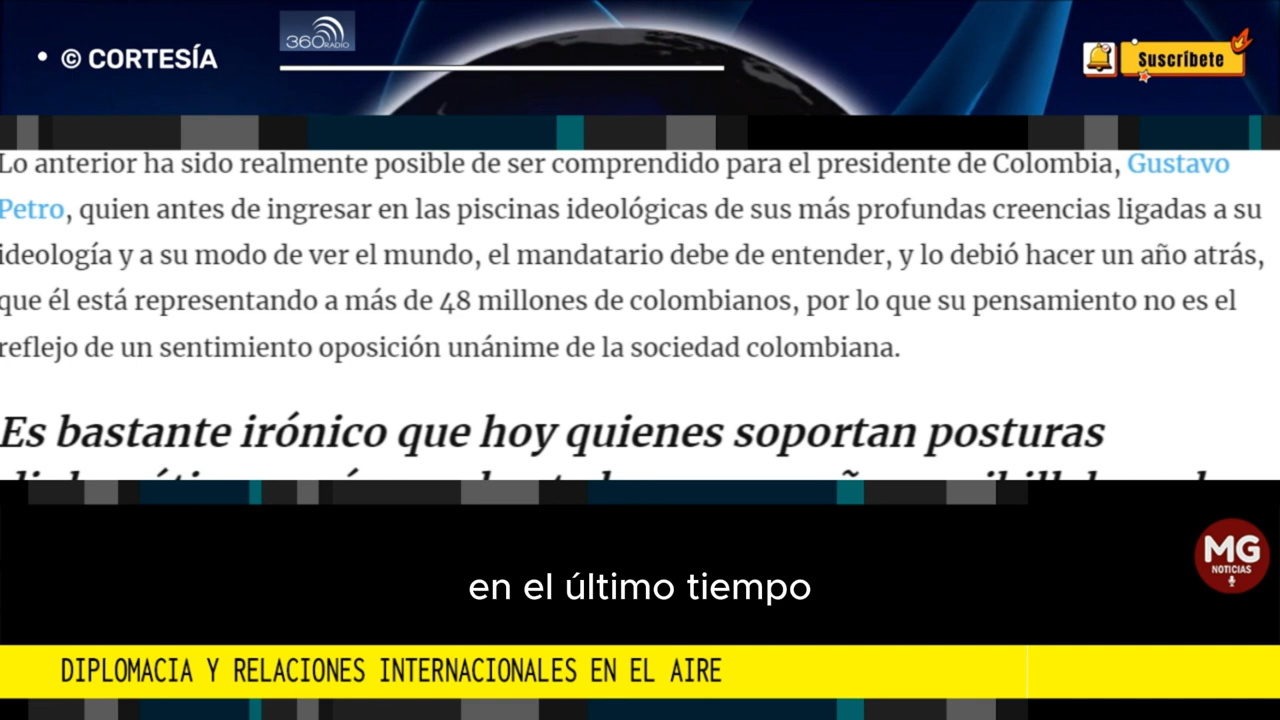 • © CORTESÍA
360 RADIO
Suscríbete
Lo anterior ha sido realmente posible de ser comprendido para el presidente de Colombia, Gustavo
Petro, quien antes de ingresar en las piscinas ideológicas de sus más profundas creencias ligadas a su
ideología y a su modo de ver el mundo, el mandatario debe de entender, y lo debió hacer un año atrás,
que él está representando a más de 48 millones de colombianos, por lo que su pensamiento no es el
reflejo de un sentimiento oposición unánime de la sociedad colombiana.
Es bastante irónico que hoy quienes soportan posturas
en el último tiempo
MG
NOTICIAS
DIPLOMACIA Y RELACIONES INTERNACIONALES EN EL AIRE